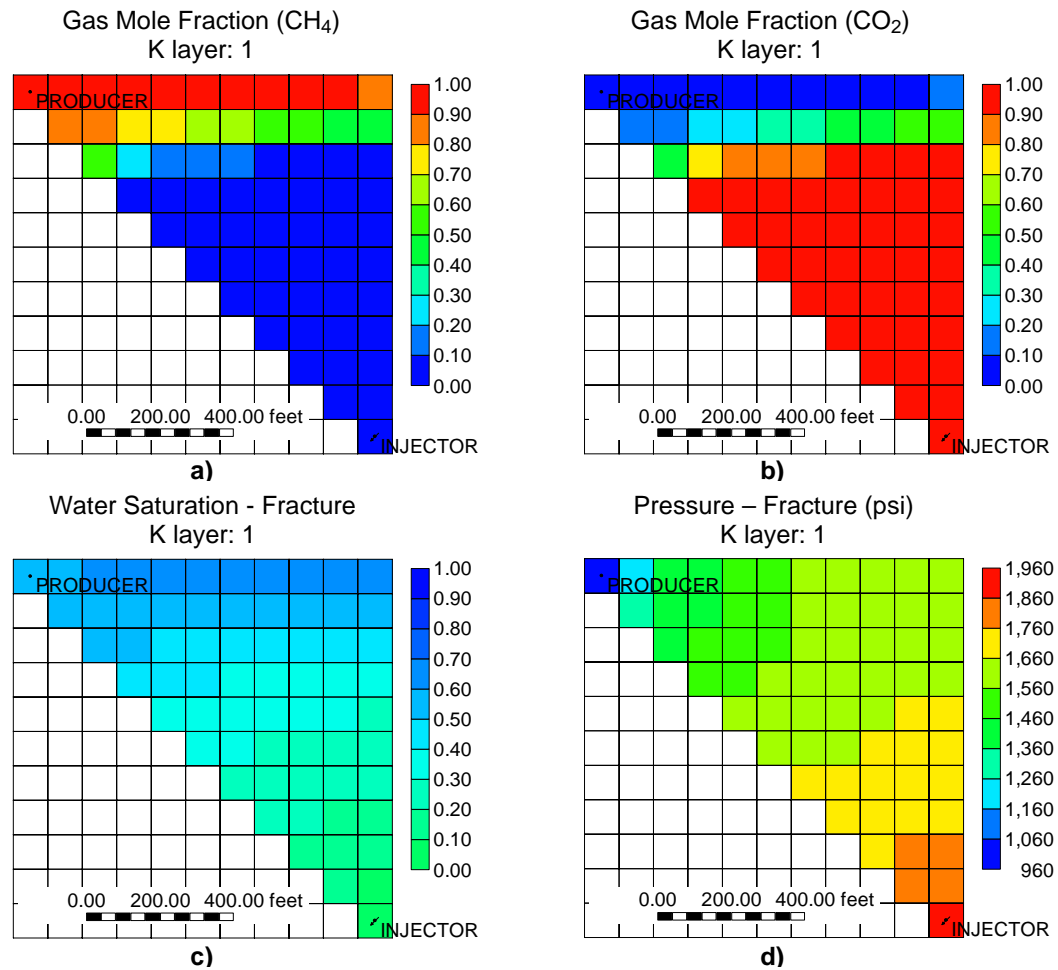 Gas Mole Fraction (CH₄)
K layer: 1
PRODUCER
1.00
0.90
0.80
0.70
0.60
0.50
0.40
0.30
0.20
0.10
0.00
0.00 200.00 400.00 feet
INJECTOR
a)
Gas Mole Fraction (CO₂)
K layer: 1
PRODUCER
1.00
0.90
0.80
0.70
0.60
0.50
0.40
0.30
0.20
0.10
0.00
0.00 200.00 400.00 feet
INJECTOR
b)
Water Saturation - Fracture
K layer: 1
PRODUCER
1.00
0.90
0.80
0.70
0.60
0.50
0.40
0.30
0.20
0.10
0.00
0.00 200.00 400.00 feet
INJECTOR
c)
Pressure – Fracture (psi)
K layer: 1
PRODUCER
1,960
1,860
1,760
1,660
1,560
1,460
1,360
1,260
1,160
1,060
960
0.00 200.00 400.00 feet
INJECTOR
d)